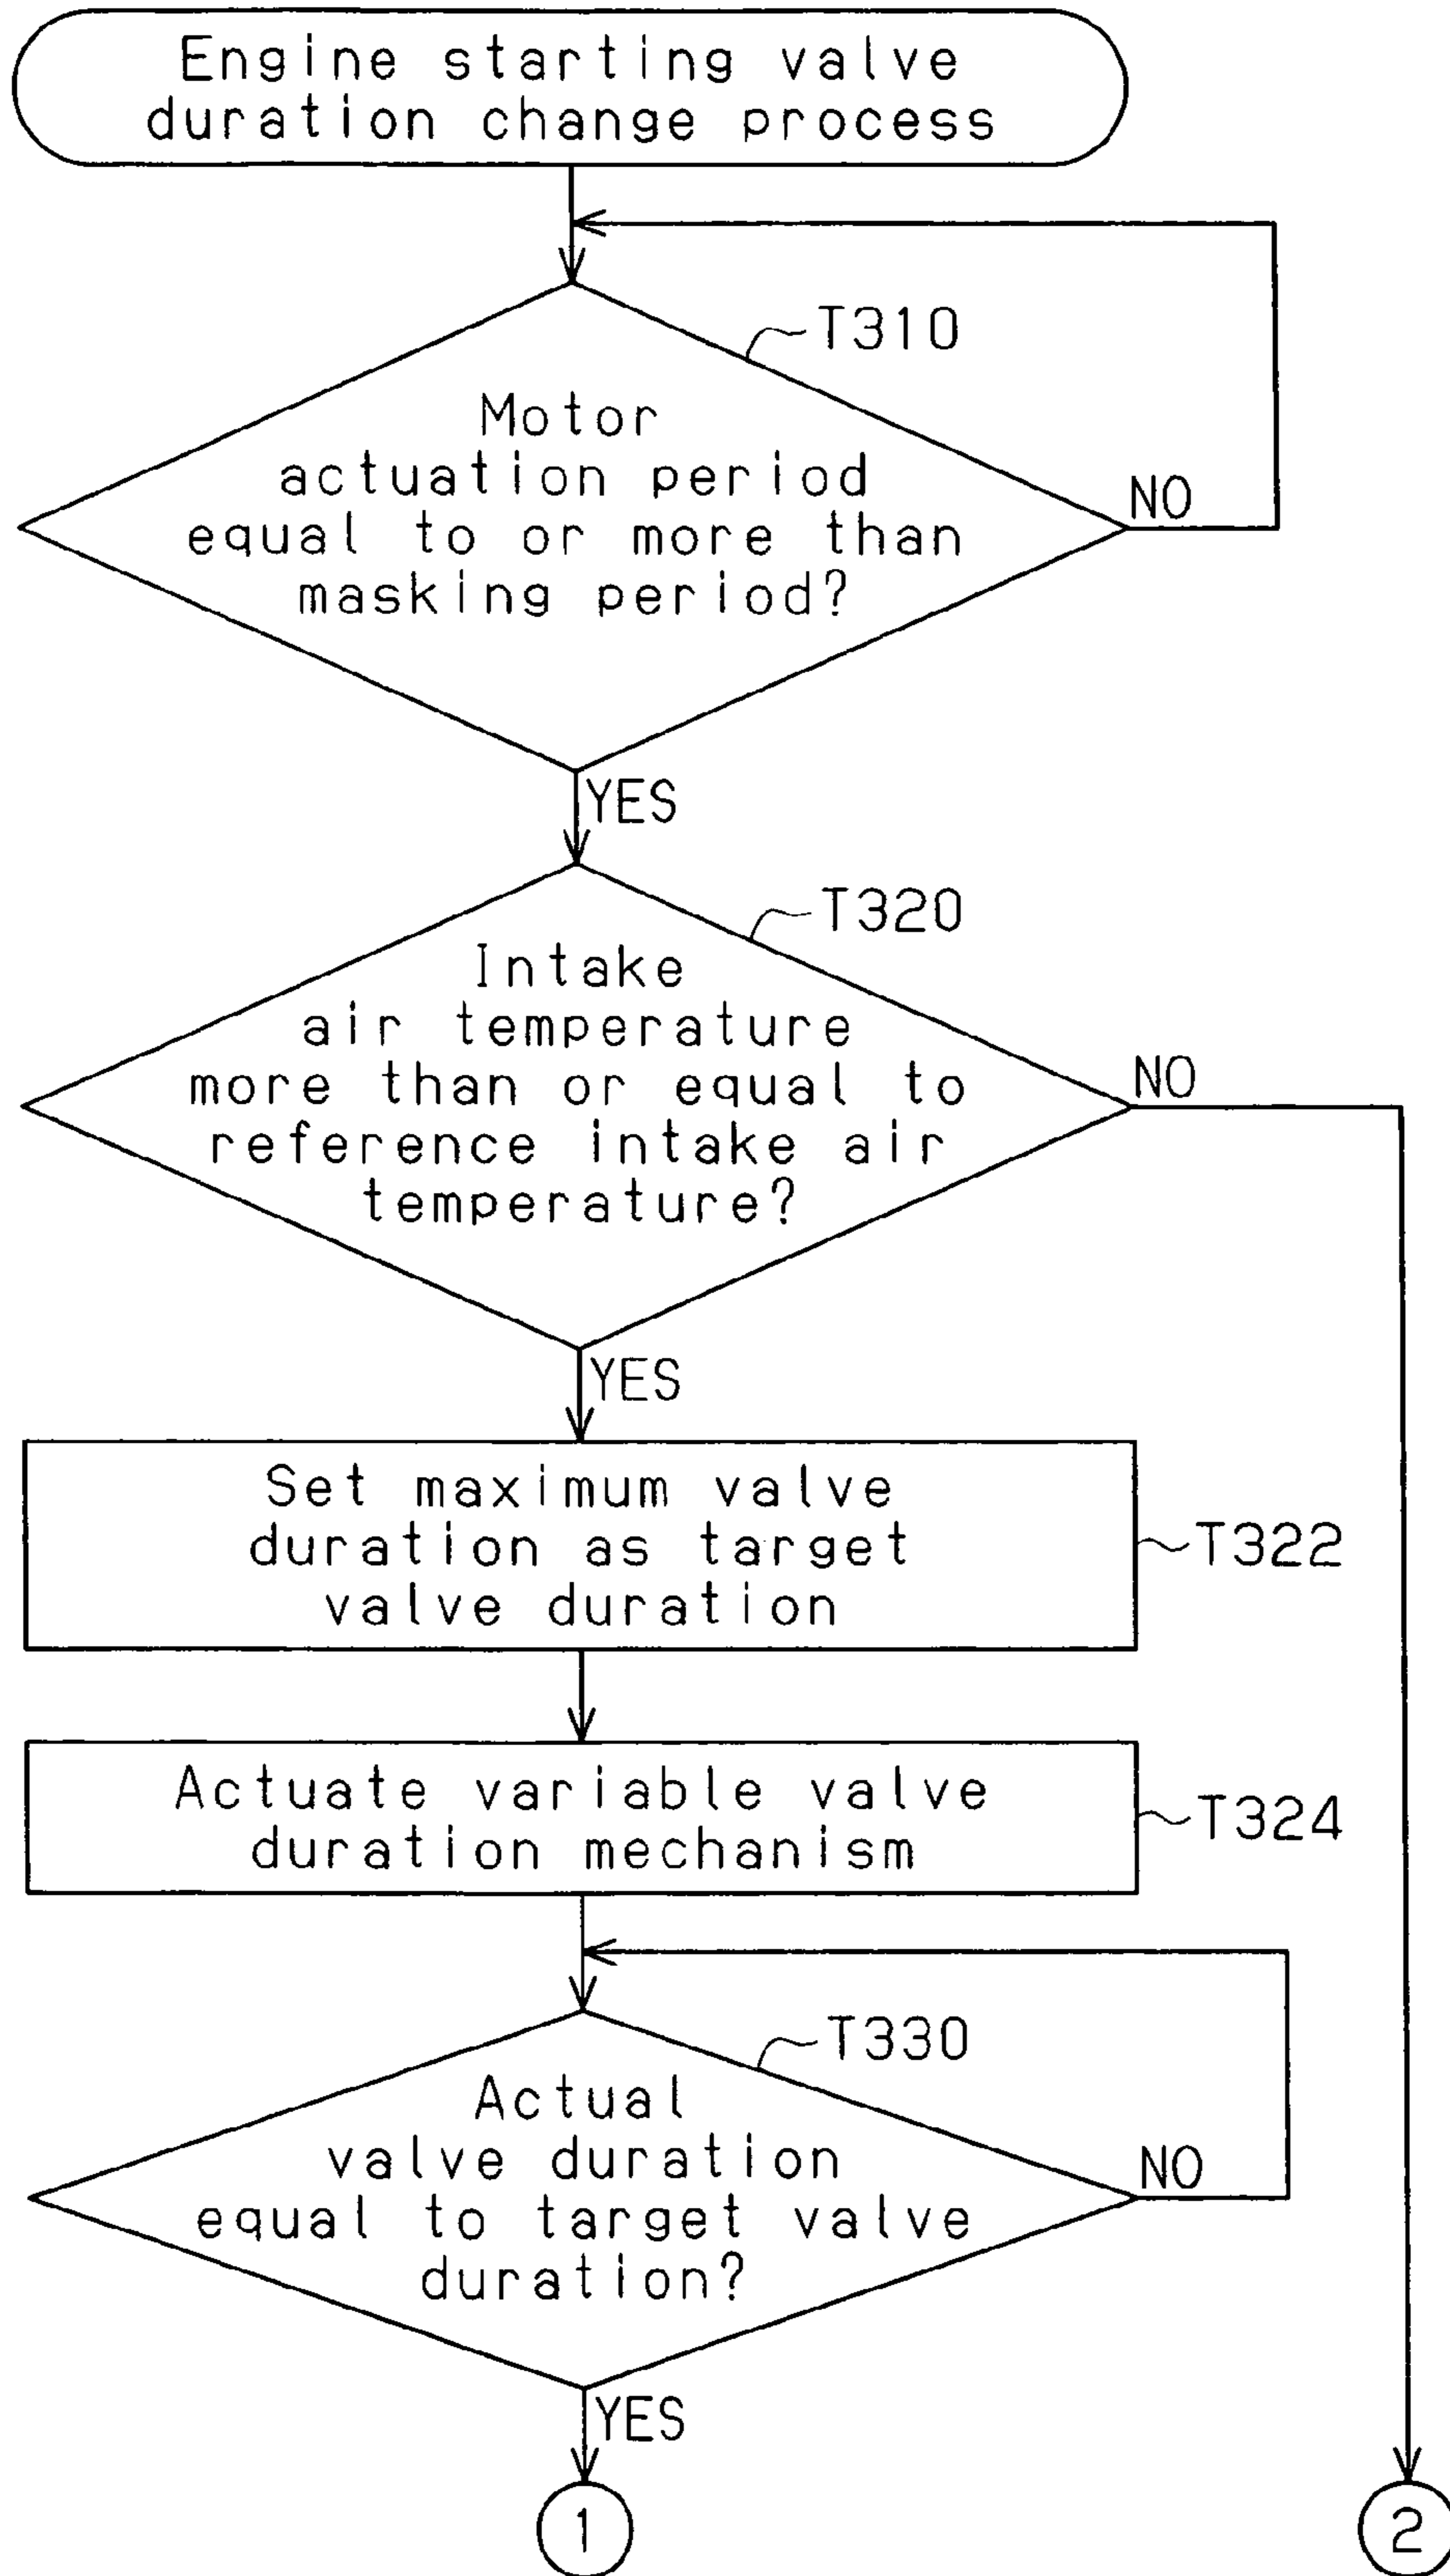 Engine starting valve
duration change process
T310
Motor
actuation period
equal to or more than
masking period?
NO
YES
T320
Intake
air temperature
more than or equal to
reference intake air
temperature?
NO
YES
Set maximum valve
duration as target
valve duration
T322
Actuate variable valve
duration mechanism
T324
T330
Actual
valve duration
equal to target valve
duration?
NO
YES
1
2